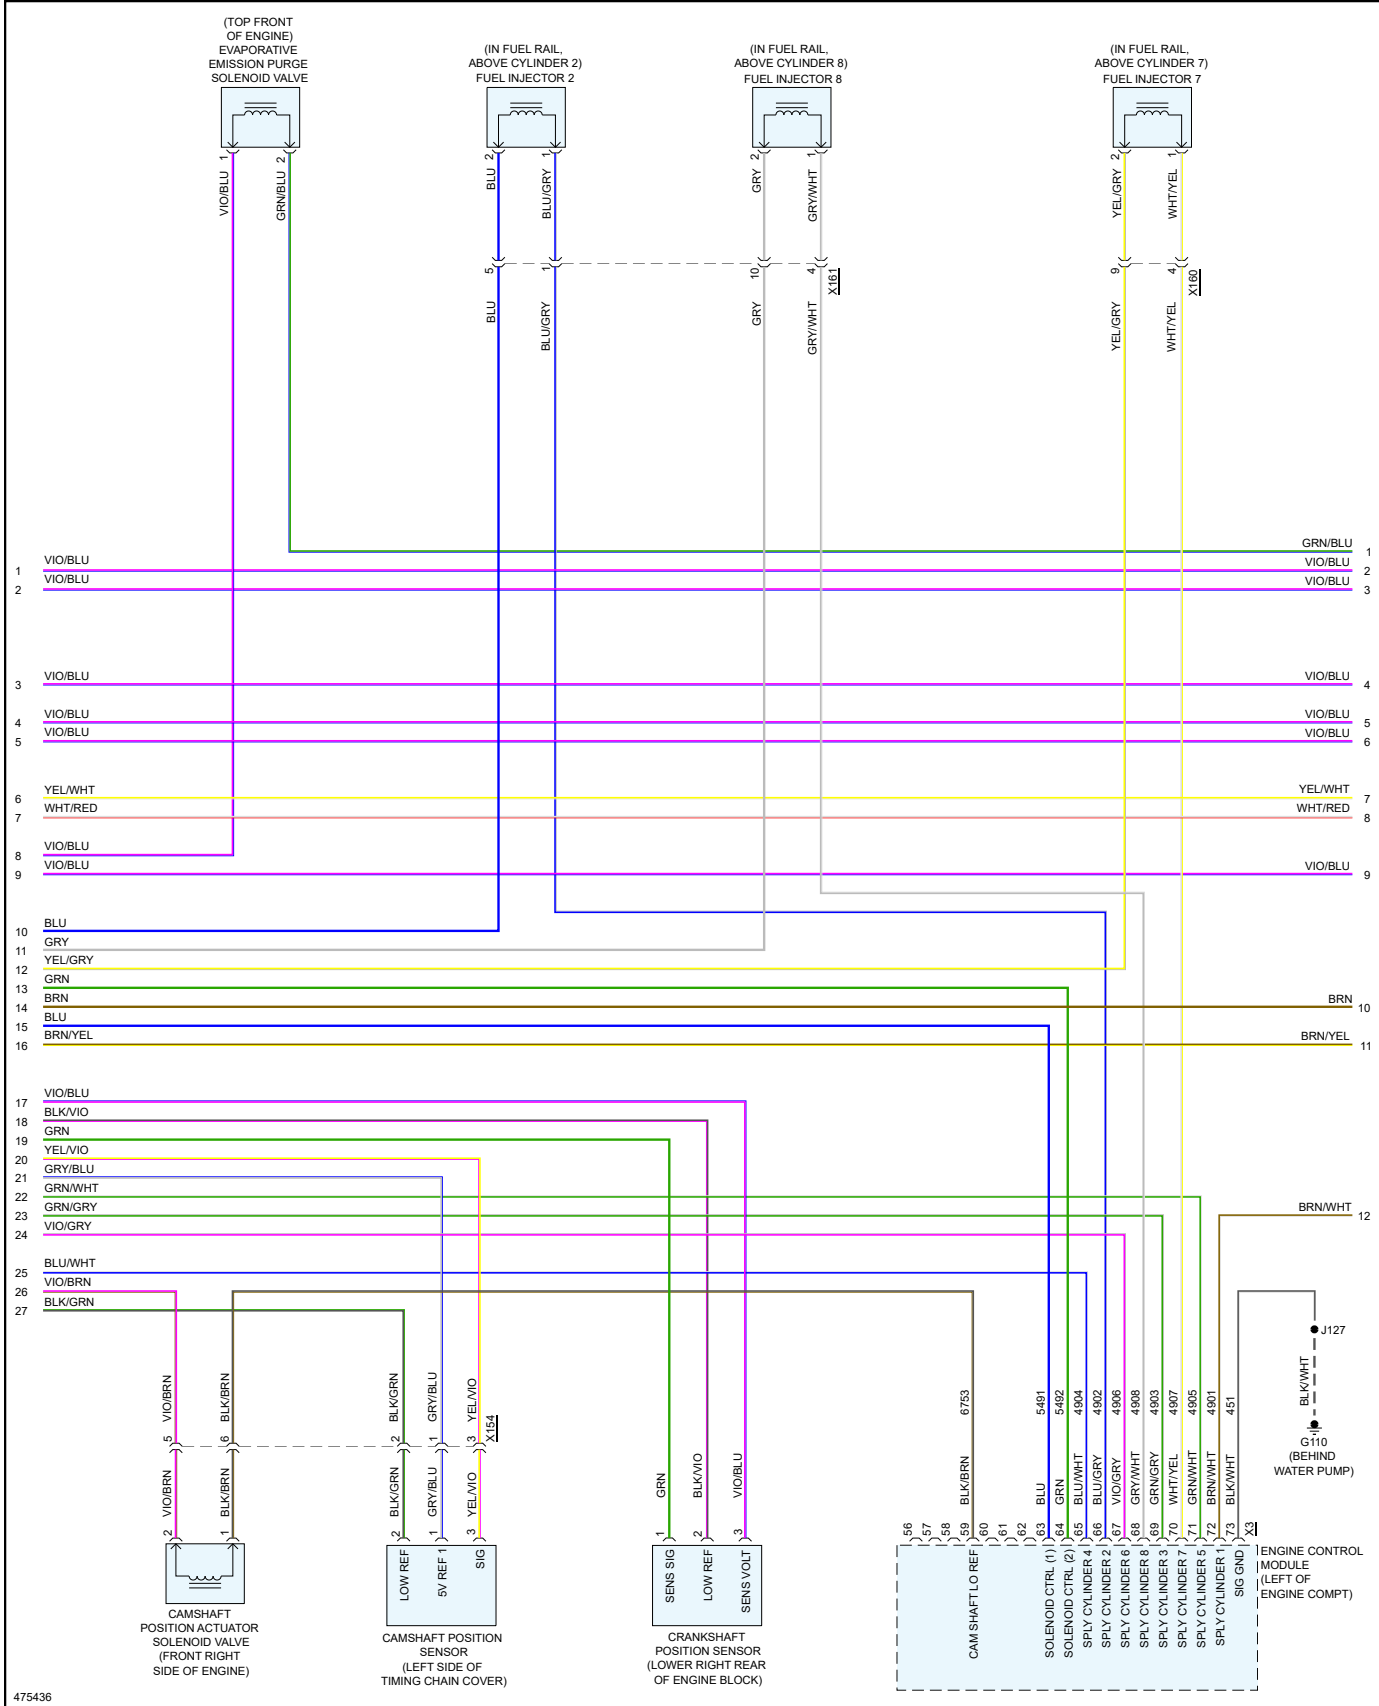 (TOP FRONT
OF ENGINE)
EVAPORATIVE
EMISSION PURGE
SOLENOID VALVE
(IN FUEL RAIL,
ABOVE CYLINDER 2)
FUEL INJECTOR 2
(IN FUEL RAIL,
ABOVE CYLINDER 8)
FUEL INJECTOR 8
(IN FUEL RAIL,
ABOVE CYLINDER 7)
FUEL INJECTOR 7
1 2 2 1 2 1 2 1
VIO/BLU GRN/BLU BLU BLU/GRY GRY GRY/WHT YEL/GRY WHT/YEL
5 1 10 4 X161 9 4 X160
BLU BLU/GRY GRY GRY/WHT YEL/GRY WHT/YEL
GRN/BLU 1
1 VIO/BLU VIO/BLU 2
2 VIO/BLU VIO/BLU 3
3 VIO/BLU VIO/BLU 4
4 VIO/BLU VIO/BLU 5
5 VIO/BLU VIO/BLU 6
6 YEL/WHT YEL/WHT 7
7 WHT/RED WHT/RED 8
8 VIO/BLU
9 VIO/BLU VIO/BLU 9
10 BLU
11 GRY
12 YEL/GRY
13 GRN
14 BRN BRN 10
15 BLU
16 BRN/YEL BRN/YEL 11
17 VIO/BLU
18 BLK/VIO
19 GRN
20 YEL/VIO
21 GRY/BLU
22 GRN/WHT
23 GRN/GRY
24 VIO/GRY
BRN/WHT 12
25 BLU/WHT
26 VIO/BRN
27 BLK/GRN
J127
BLK/WHT
G110
(BEHIND
WATER PUMP)
VIO/BRN BLK/BRN BLK/GRN GRY/BLU YEL/VIO
5 6 2 1 3 X154
VIO/BRN BLK/BRN BLK/GRN GRY/BLU YEL/VIO GRN BLK/VIO VIO/BLU
6753 5491 5492 4904 4902 4906 4908 4903 4907 4905 4901 451
BLK/BRN BLU GRN BLU/WHT BLU/GRY VIO/GRY GRY/WHT GRN/GRY WHT/YEL GRN/WHT BRN/WHT BLK/WHT
2 1 2 1 3 1 2 3
56 57 58 59 60 61 62 63 64 65 66 67 68 69 70 71 72 73 X3
LOW REF
5V REF 1
SIG
SENS SIG
LOW REF
SENS VOLT
CAM SHAFT LO REF
SOLENOID CTRL (1)
SOLENOID CTRL (2)
SPLY CYLINDER 4
SPLY CYLINDER 2
SPLY CYLINDER 6
SPLY CYLINDER 8
SPLY CYLINDER 3
SPLY CYLINDER 7
SPLY CYLINDER 5
SPLY CYLINDER 1
SIG GND
ENGINE CONTROL
MODULE
(LEFT OF
ENGINE COMPT)
CAMSHAFT
POSITION ACTUATOR
SOLENOID VALVE
(FRONT RIGHT
SIDE OF ENGINE)
CAMSHAFT POSITION
SENSOR
(LEFT SIDE OF
TIMING CHAIN COVER)
CRANKSHAFT
POSITION SENSOR
(LOWER RIGHT REAR
OF ENGINE BLOCK)
475436